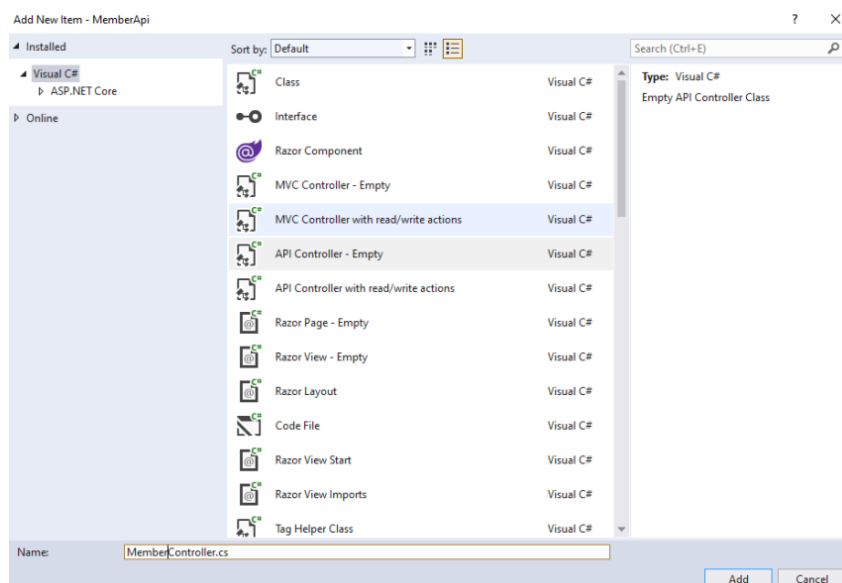 Add New Item - MemberApi
? ×
Installed
Sort by: Default
Search (Ctrl+E)
Visual C#
ASP.NET Core
Online
Class Visual C#
Interface Visual C#
Razor Component Visual C#
MVC Controller - Empty Visual C#
MVC Controller with read/write actions Visual C#
API Controller - Empty Visual C#
API Controller with read/write actions Visual C#
Razor Page - Empty Visual C#
Razor View - Empty Visual C#
Razor Layout Visual C#
Code File Visual C#
Razor View Start Visual C#
Razor View Imports Visual C#
Tag Helper Class Visual C#
Type: Visual C#
Empty API Controller Class
Name: MemberController.cs
Add Cancel